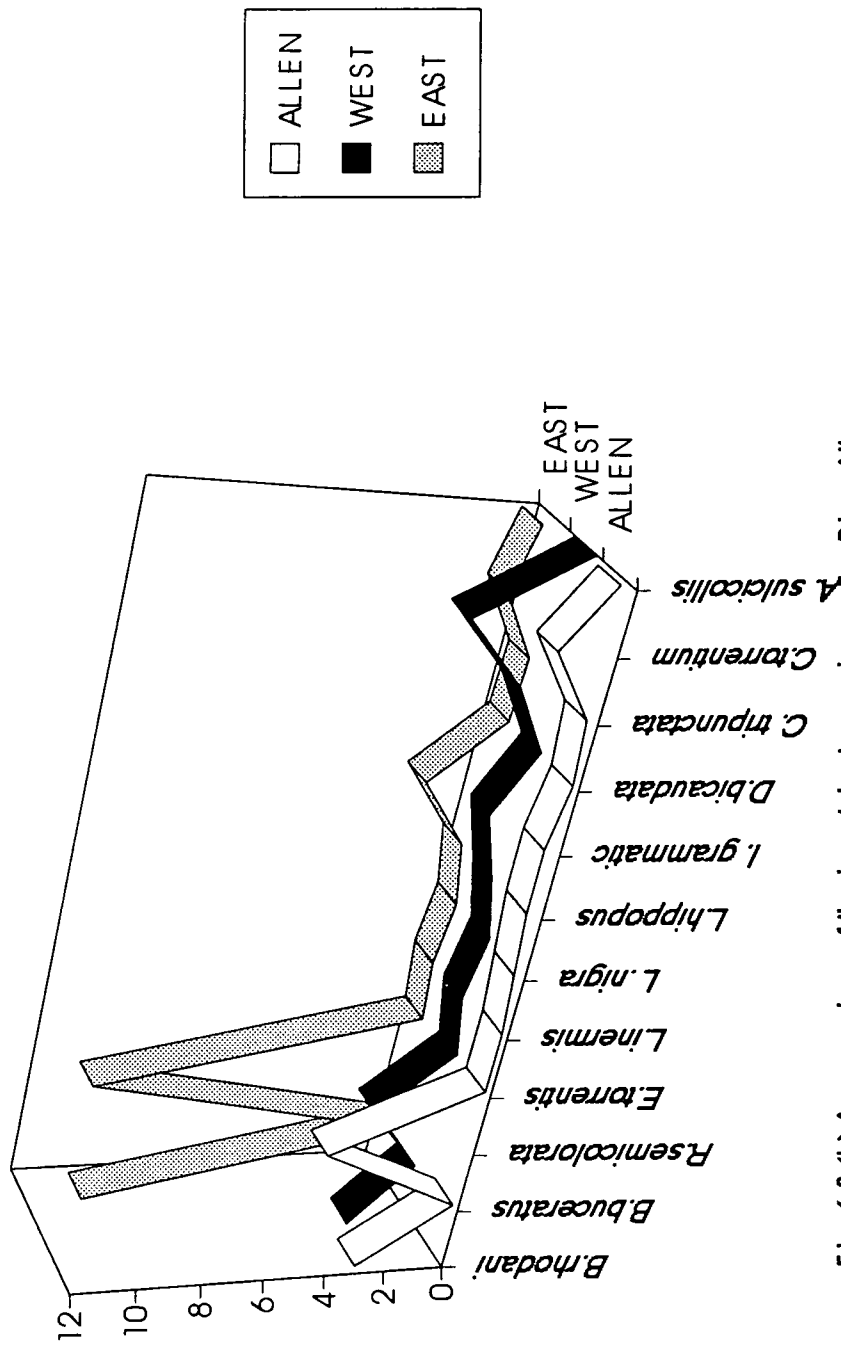 12
10
8
6
4
2
0
B.rhodani
B.buceratus
R.semicolorata
E.torrentis
L.inermis
L.nigra
L.hippopus
I.grammatic
D.bicaudata
C. tripunctata
C.torrentium
A. sulcicollis
EAST
WEST
ALLEN
ALLEN
WEST
EAST